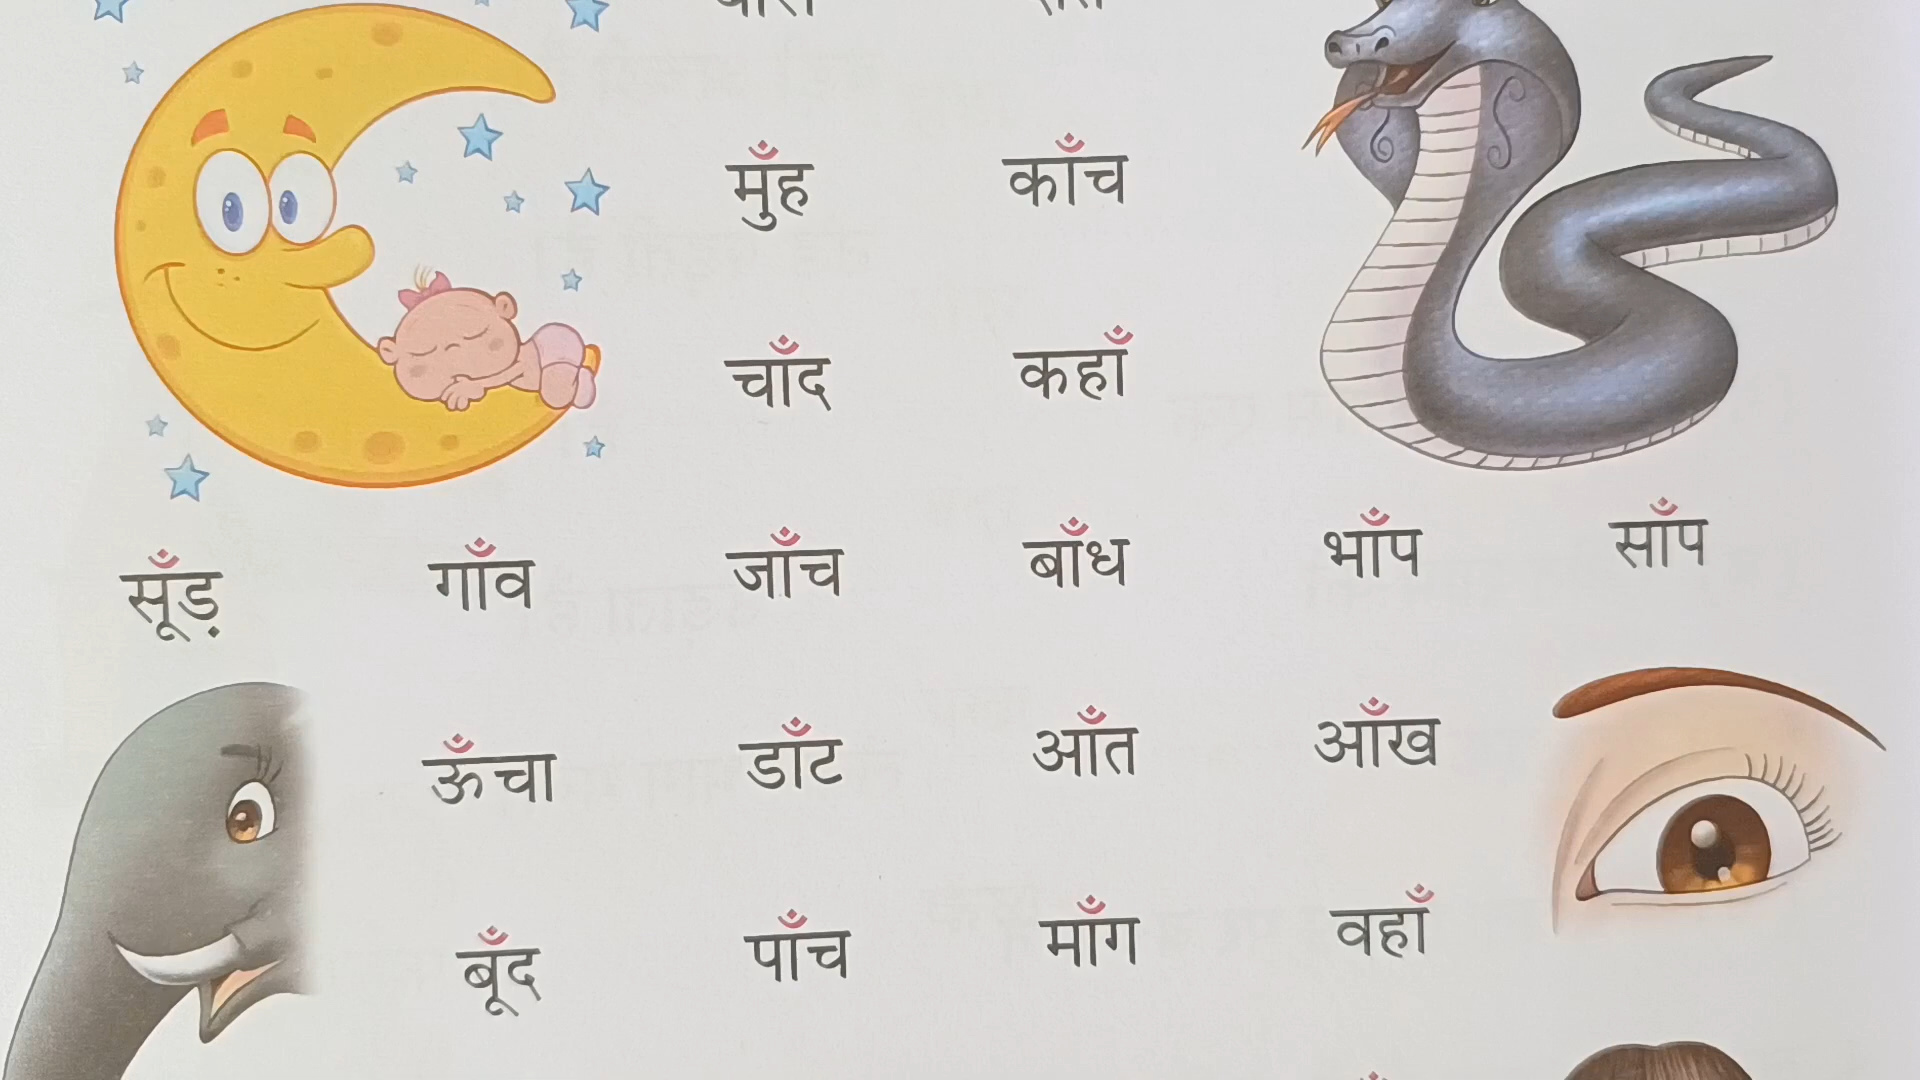 मुँह काँच
चाँद कहाँ
सूँड़ गाँव जाँच बाँध भाँप साँप
ऊँचा डाँट आँत आँख
बूँद पाँच माँग वहाँ